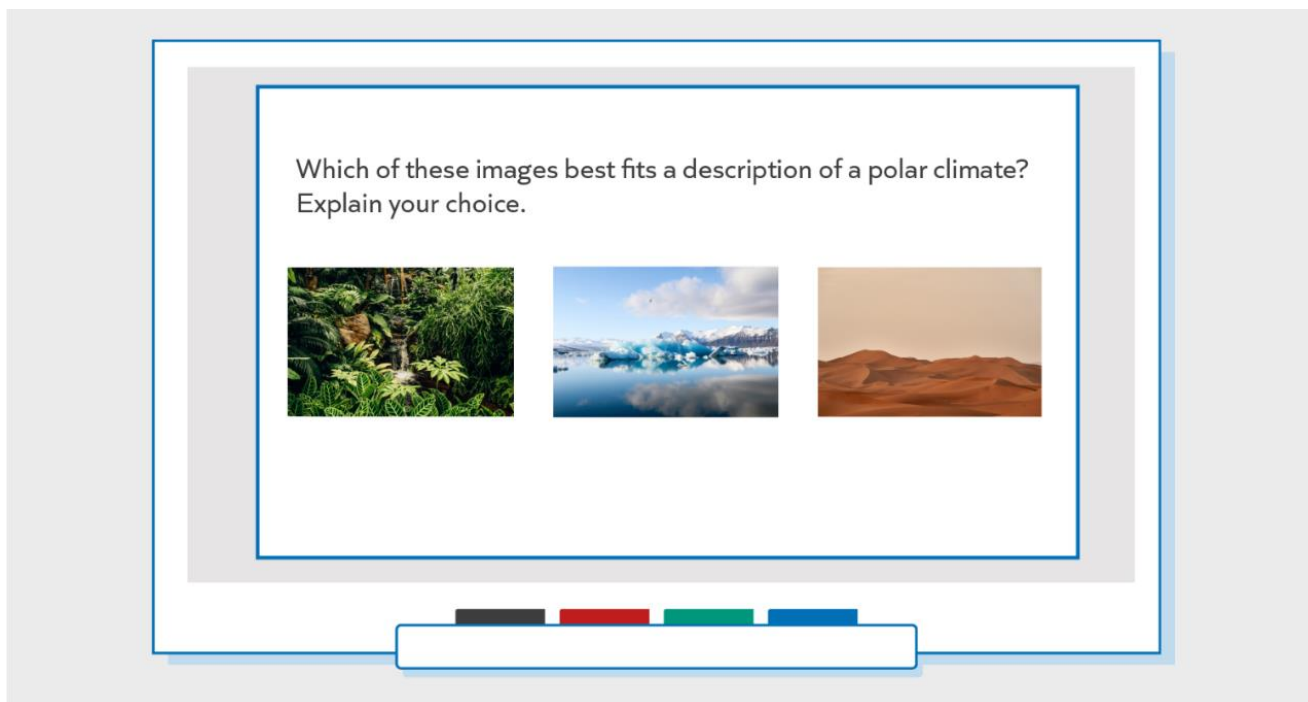 Which of these images best fits a description of a polar climate?
Explain your choice.